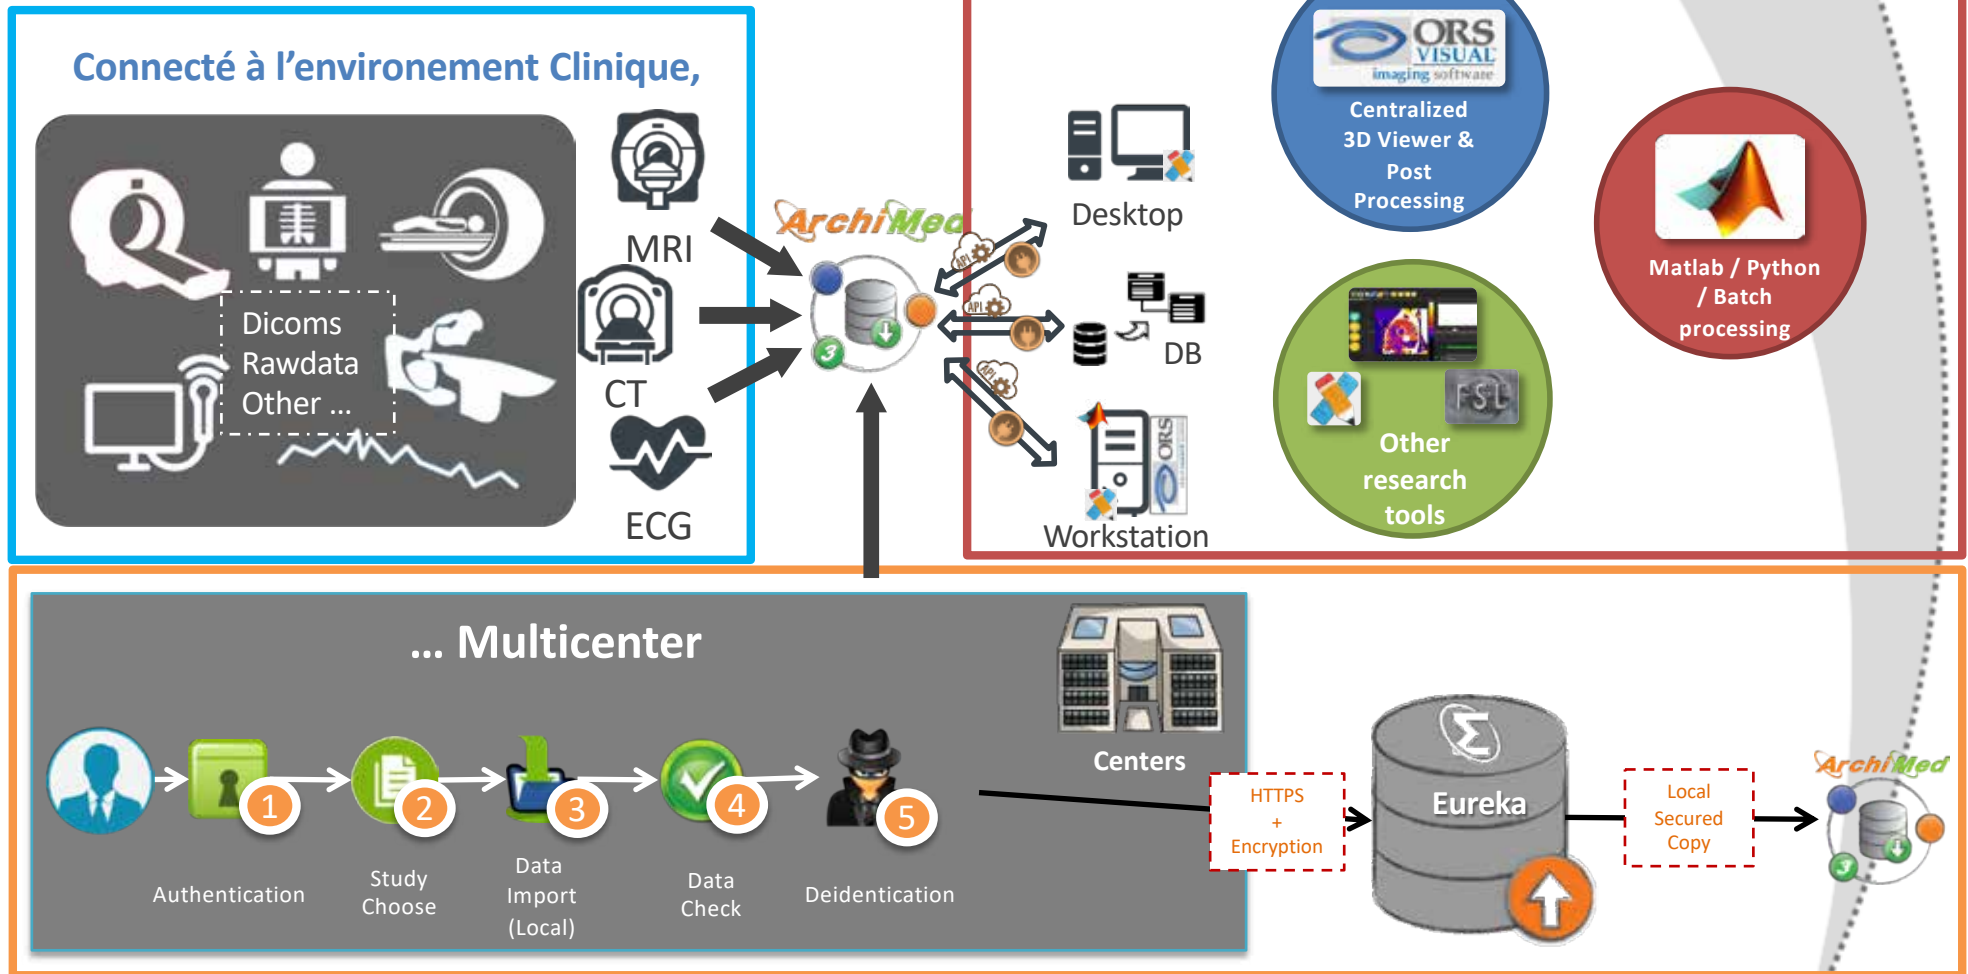 Connecté à l'environement Clinique,
Dicoms
Rawdata
Other ...
MRI
CT
ECG
ArchiMed
3
API
API
API
Desktop
DB
Workstation
ORS
ORS
VISUAL
imaging software
Centralized
3D Viewer &
Post
Processing
Matlab / Python
/ Batch
processing
FSL
Other
research
tools
... Multicenter
Centers
1
2
3
4
5
Authentication
Study
Choose
Data
Import
(Local)
Data
Check
Deidentication
HTTPS
+
Encryption
Σ
Eureka
Local
Secured
Copy
ArchiMed
3